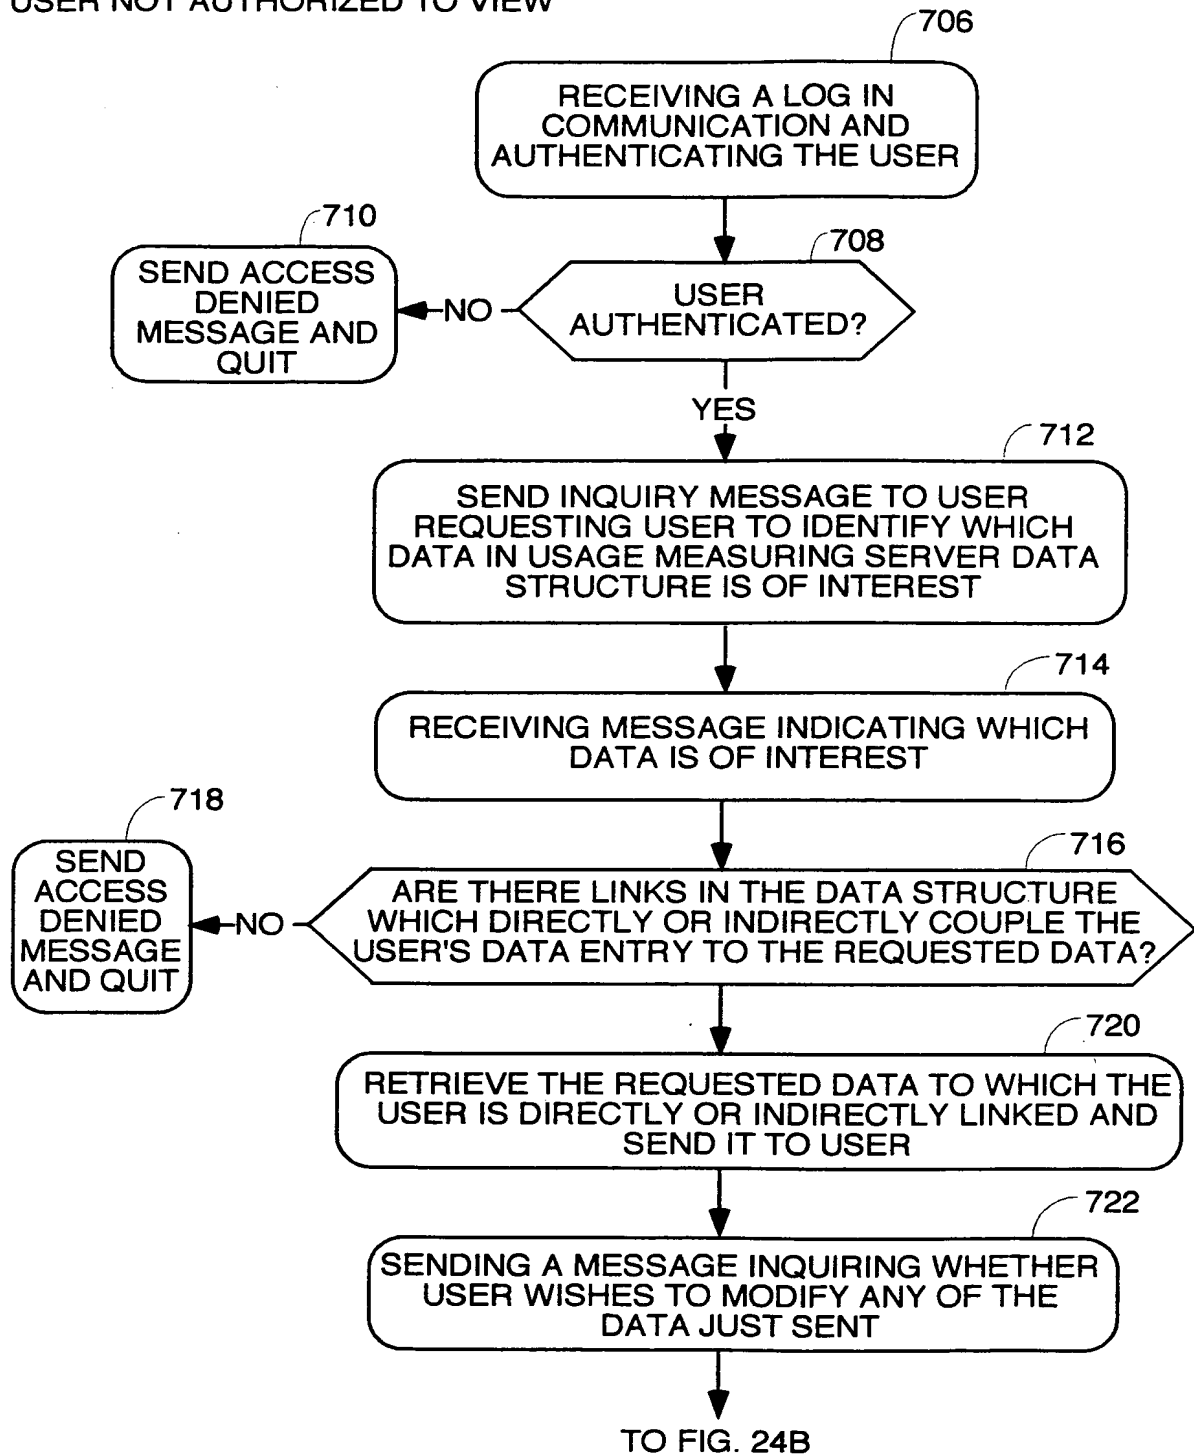 USER NOT AUTHORIZED TO VIEW
706
RECEIVING A LOG IN
COMMUNICATION AND
AUTHENTICATING THE USER
710
708
SEND ACCESS
DENIED
MESSAGE AND
QUIT
NO
USER
AUTHENTICATED?
YES
712
SEND INQUIRY MESSAGE TO USER
REQUESTING USER TO IDENTIFY WHICH
DATA IN USAGE MEASURING SERVER DATA
STRUCTURE IS OF INTEREST
714
RECEIVING MESSAGE INDICATING WHICH
DATA IS OF INTEREST
718
716
SEND
ACCESS
DENIED
MESSAGE
AND QUIT
NO
ARE THERE LINKS IN THE DATA STRUCTURE
WHICH DIRECTLY OR INDIRECTLY COUPLE THE
USER'S DATA ENTRY TO THE REQUESTED DATA?
720
RETRIEVE THE REQUESTED DATA TO WHICH THE
USER IS DIRECTLY OR INDIRECTLY LINKED AND
SEND IT TO USER
722
SENDING A MESSAGE INQUIRING WHETHER
USER WISHES TO MODIFY ANY OF THE
DATA JUST SENT
TO FIG. 24B